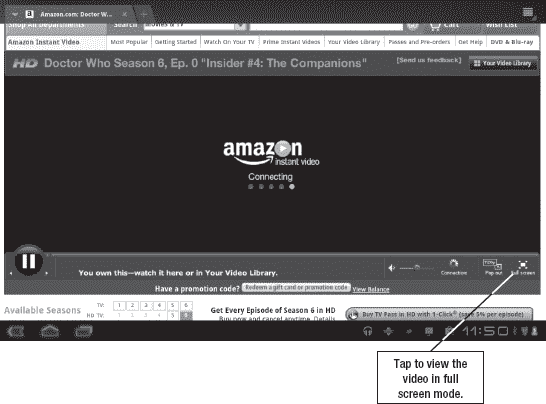 Amazon.com: Doctor W...
Shop All Departments Search Movies & TV Cart Wish List
Amazon Instant Video Most Popular Getting Started Watch On Your TV Prime Instant Videos Your Video Library Passes and Pre-orders Get Help DVD & Blu-ray
HD Doctor Who Season 6, Ep. 0 "Insider #4: The Companions" [Send us feedback] Your Video Library
amazon
instant video
Connecting
You own this—watch it here or in Your Video Library. Connection Pop out Full screen
Have a promotion code? Redeem a gift card or promotion code View Balance
Available Seasons TV: 1 2 3 4 5 6 Get Every Episode of Season 6 in HD Buy TV Pass in HD with 1-Click® (save 5% per episode)
HD TV: 1 2 3 4 5 6 Buy now and cancel anytime. Details
11:50
Tap to view the
video in full
screen mode.